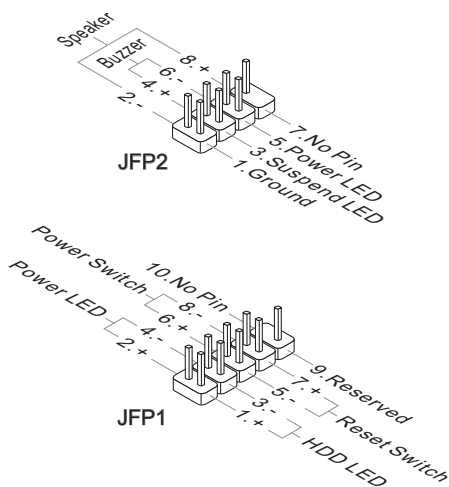 Speaker
Buzzer
8.+
6.-
4.+
2.-
7.No Pin
5.Power LED
3.Suspend LED
1.Ground
JFP2
Power Switch
Power LED
10.No Pin
8.-
6.+
4.-
2.+
9.Reserved
7.+
5.-
3.-
1.+
Reset Switch
HDD LED
JFP1